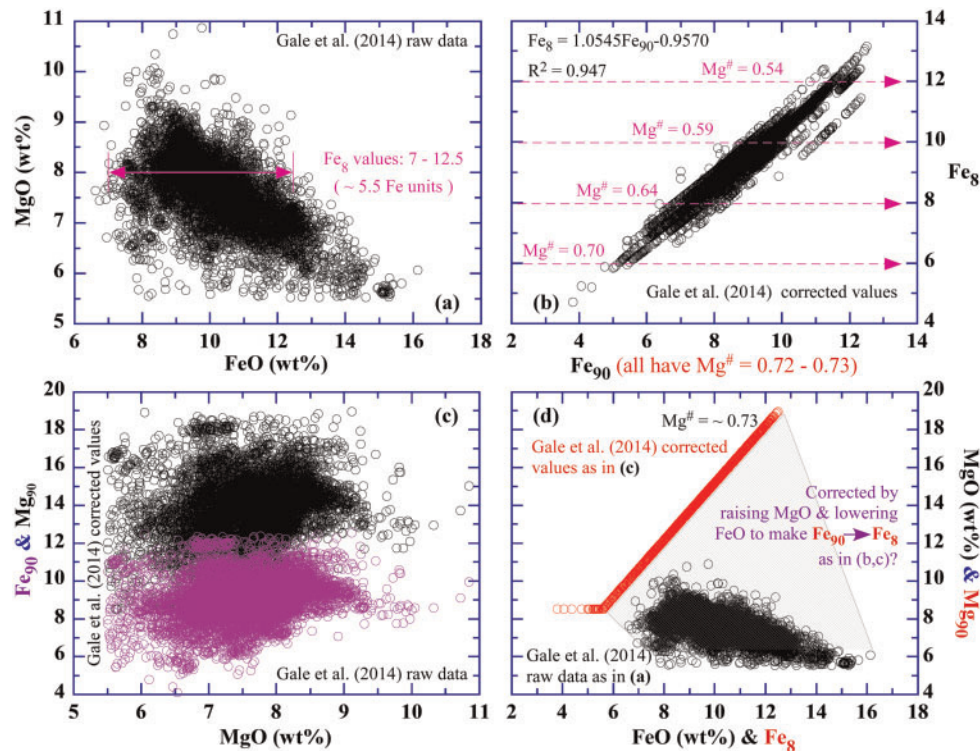 11
10
9
8
7
6
5
MgO (wt%)
Gale et al. (2014) raw data
Fe8 values: 7 - 12.5
( ~ 5.5 Fe units )
(a)
6
8
10
12
14
16
18
FeO (wt%)
Fe8 = 1.0545Fe90-0.9570
R2 = 0.947
Mg# = 0.54
Mg# = 0.59
Mg# = 0.64
Mg# = 0.70
(b)
Gale et al. (2014) corrected values
14
12
10
8
6
4
Fe8
2
4
6
8
10
12
14
Fe90 (all have Mg# = 0.72 - 0.73)
20
18
16
14
12
10
8
6
4
Fe90 & Mg90
Gale et al. (2014) corrected values
(c)
Gale et al. (2014) raw data
5
6
7
8
9
10
11
MgO (wt%)
(d)
Mg# = ~ 0.73
Gale et al. (2014) corrected
values as in (c)
Corrected by
raising MgO & lowering
FeO to make Fe90 → Fe8
as in (b,c)?
Gale et al. (2014)
raw data as in (a)
20
18
16
14
12
10
8
6
4
MgO (wt%) & Mg90
2
4
6
8
10
12
14
16
18
FeO (wt%) & Fe8